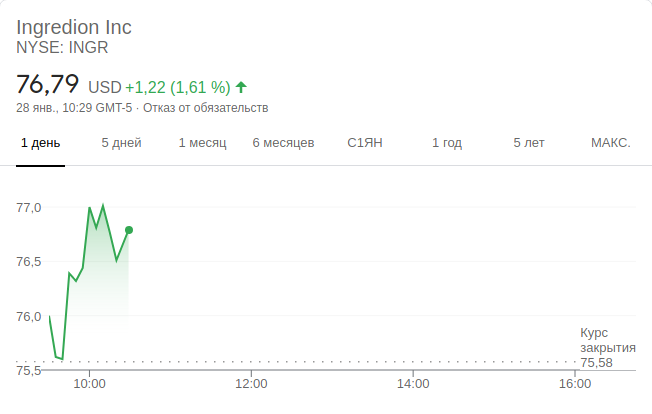 Ingredion Inc
NYSE: INGR
76,79 USD +1,22 (1,61 %)
28 янв., 10:29 GMT-5 · Отказ от обязательств
1 день 5 дней 1 месяц 6 месяцев С1ЯН 1 год 5 лет МАКС.
77,0
76,5
76,0
75,5
Курс
закрытия
75,58
10:00 12:00 14:00 16:00